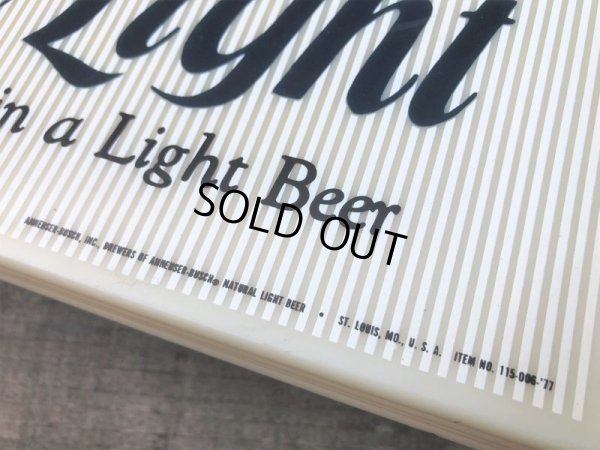 Light
in a Light Beer
SOLD OUT
ANHEUSER-BUSCH, INC., BREWERS OF ANHEUSER-BUSCH® NATURAL LIGHT BEER • ST. LOUIS, MO., U. S. A. ITEM NO. 115-006-'77